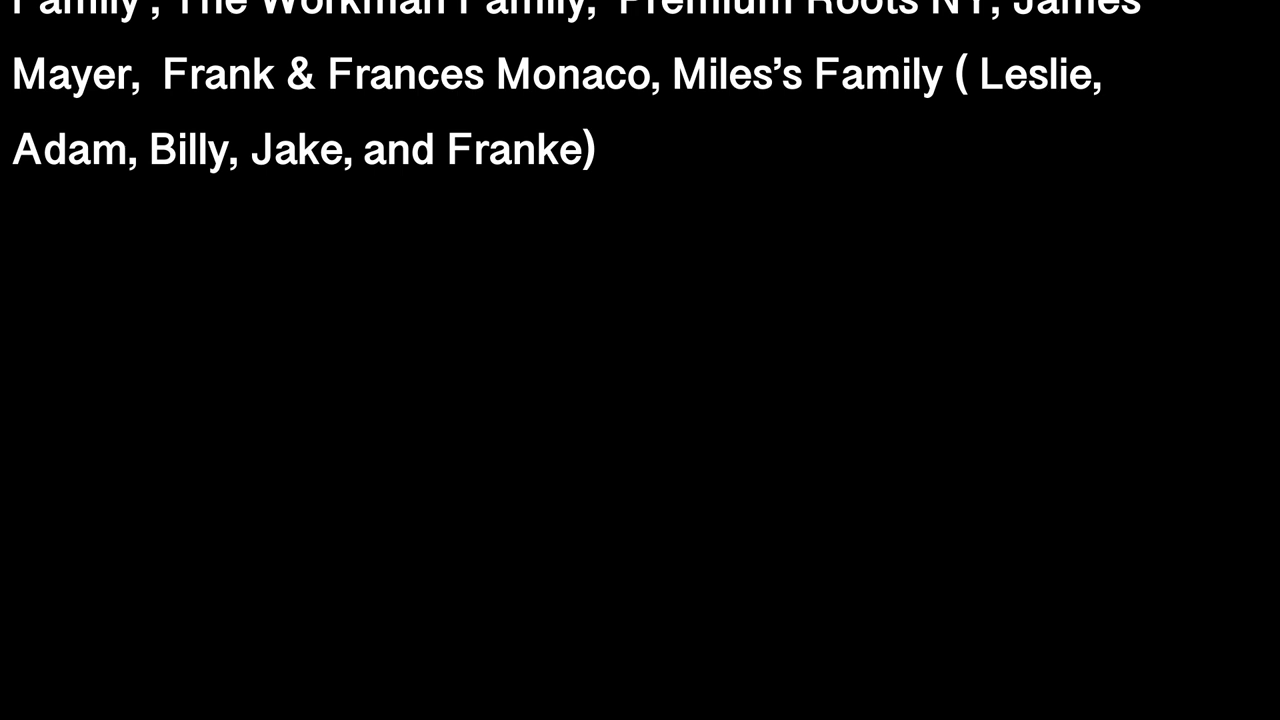 Family , The Workman Family,  Premium Roots NY, James
Mayer,  Frank & Frances Monaco, Miles’s Family ( Leslie,
Adam, Billy, Jake, and Franke)